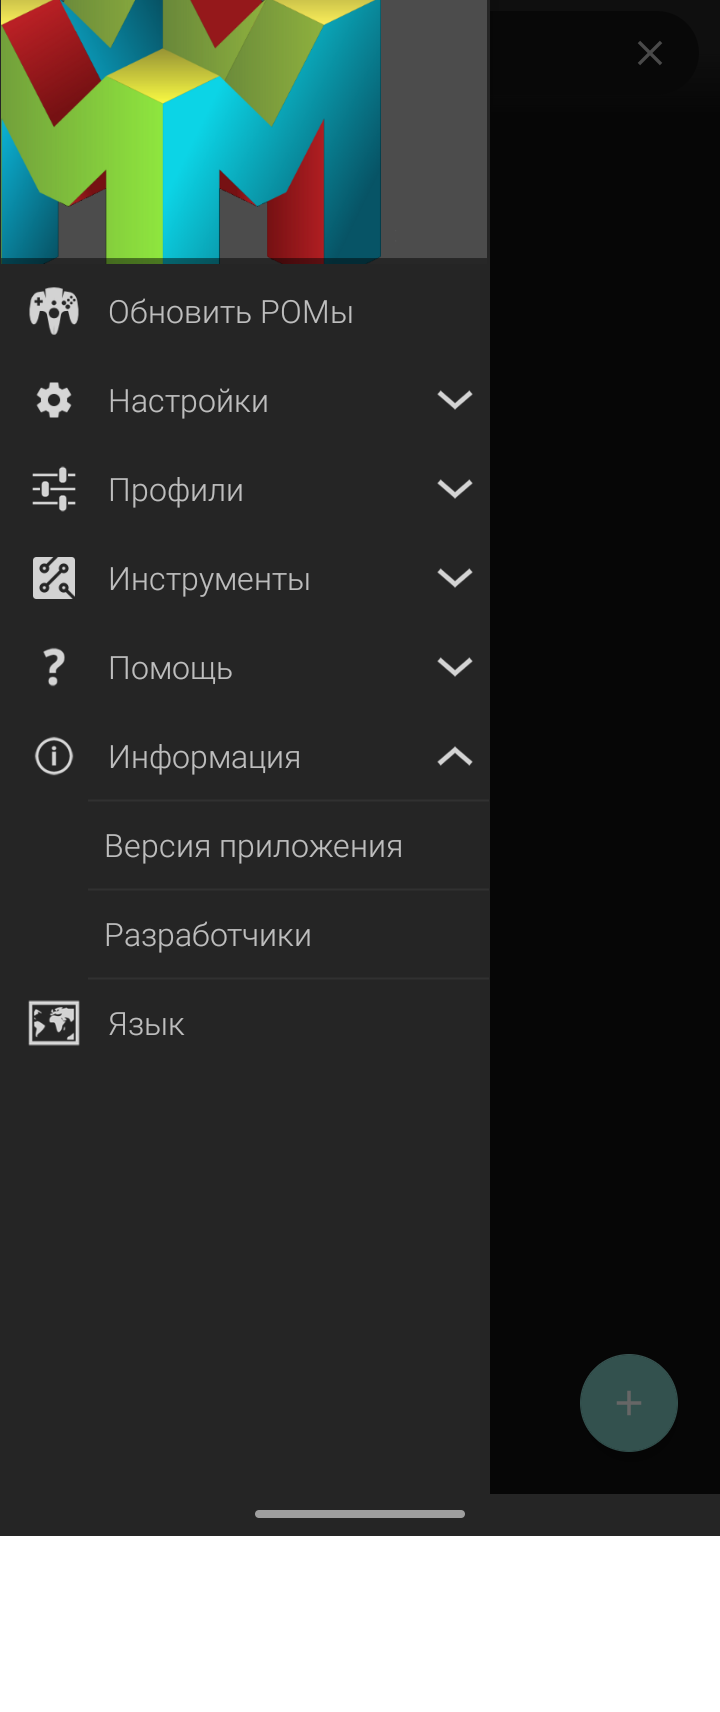 Обновить РОМы
Настройки
Профили
Инструменты
Помощь
Информация
Версия приложения
Разработчики
Язык